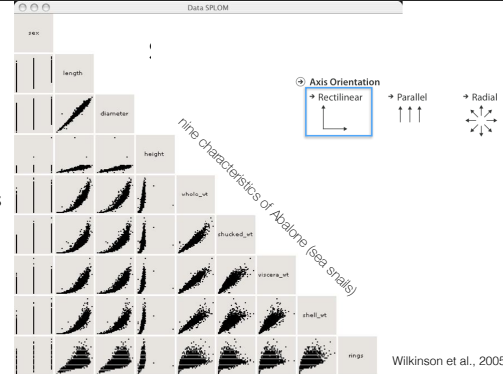 Data SPLOM
sex
length
diameter
height
whole_wt
shucked_wt
viscera_wt
shell_wt
rings
nine characteristics of Abalone (sea snails)
Axis Orientation
Rectilinear
Parallel
Radial
Wilkinson et al., 2005